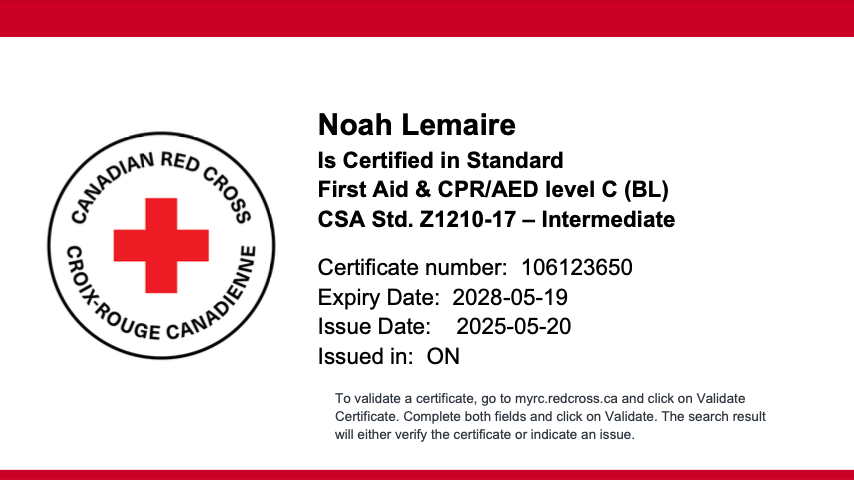 CANADIAN RED CROSS
CROIX-ROUGE CANADIENNE
Noah Lemaire
Is Certified in Standard
First Aid & CPR/AED level C (BL)
CSA Std. Z1210-17 – Intermediate
Certificate number: 106123650
Expiry Date: 2028-05-19
Issue Date: 2025-05-20
Issued in: ON
To validate a certificate, go to myrc.redcross.ca and click on Validate
Certificate. Complete both fields and click on Validate. The search result
will either verify the certificate or indicate an issue.